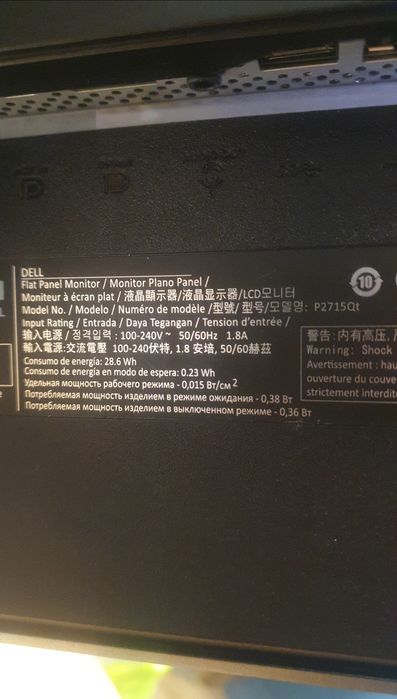 DELL
Flat Panel Monitor / Monitor Plano Panel /
Moniteur à écran plat / 液晶顯示器/液晶显示器/LCD모니터
Model No. / Modelo / Numéro de modèle /型號/ 型号/모델명: P2715Qt
Input Rating / Entrada / Daya Tegangan / Tension d'entrée /
输入电源 / 정격입력 : 100-240V ~ 50/60Hz 1.8A
輸入電源:交流電壓 100-240伏特, 1.8 安培, 50/60赫茲
Consumo de energía: 28.6 Wh
Consumo de energía en modo de espera: 0.23 Wh
Удельная мощность рабочего режима - 0,015 Вт/см2
Потребляемая мощность изделием в режиме ожидания - 0,38 Вт
Потребляемая мощность изделием в выключенном режиме - 0,36 Вт
10
警告: 内有高压,
Warning: Shock
Avertissement : hau
ouverture du couve
strictement interdite